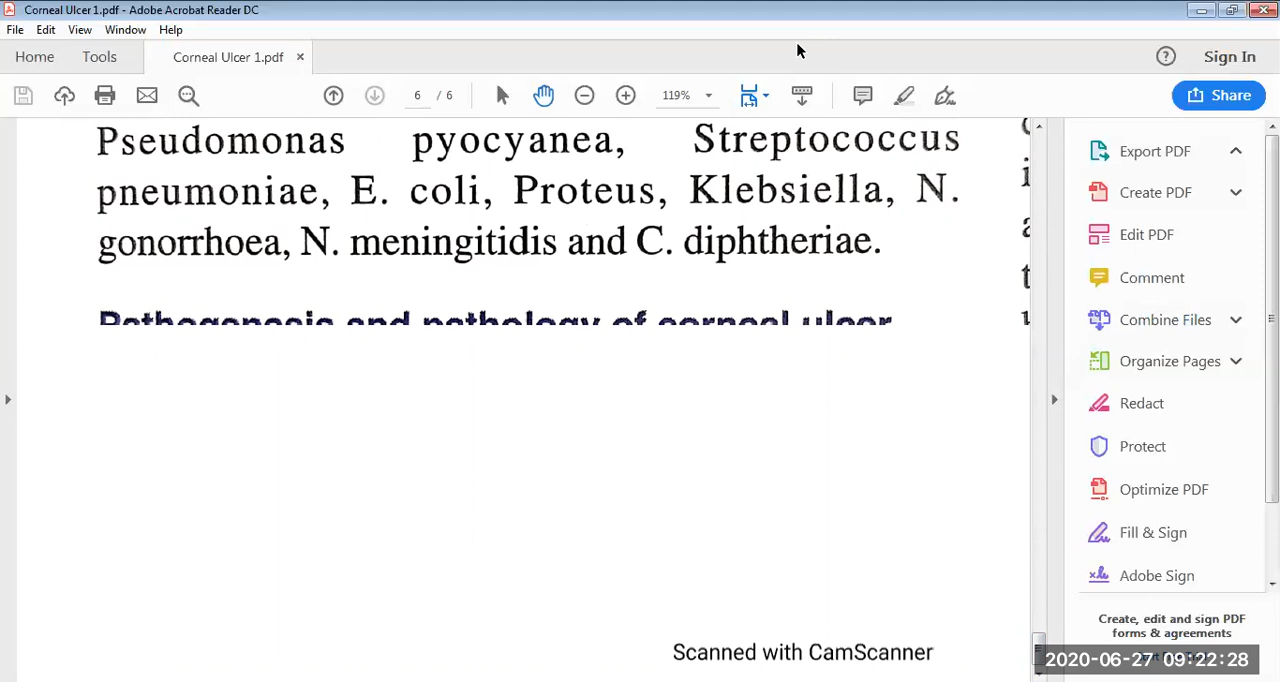 Corneal Ulcer 1.pdf - Adobe Acrobat Reader DC
File Edit View Window Help
Home Tools Corneal Ulcer 1.pdf × ? Sign In
6 / 6 119% Share
Pseudomonas pyocyanea, Streptococcus
pneumoniae, E. coli, Proteus, Klebsiella, N.
gonorrhoea, N. meningitidis and C. diphtheriae.
Pathogenesis and pathology of corneal ulcer
Scanned with CamScanner
Export PDF
Create PDF
Edit PDF
Comment
Combine Files
Organize Pages
Redact
Protect
Optimize PDF
Fill & Sign
Adobe Sign
Create, edit and sign PDF
forms & agreements
2020-06-27 09:22:28